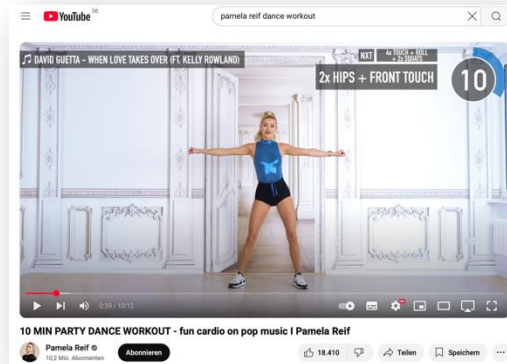 YouTube DE
pamela reif dance workout
DAVID GUETTA - WHEN LOVE TAKES OVER (FT. KELLY ROWLAND)
NXT
4x TOUCH + ROLL
+ 2x SQUATS
2X HIPS + FRONT TOUCH
10
0:39 / 10:12
10 MIN PARTY DANCE WORKOUT - fun cardio on pop music I Pamela Reif
Pamela Reif
10,2 Mio. Abonnenten
Abonnieren
18.410
Teilen
Speichern